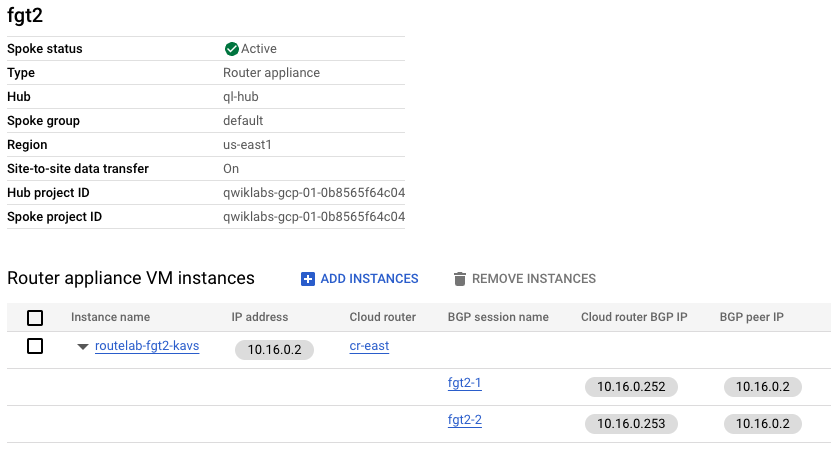 fgt2
Spoke status Active
Type Router appliance
Hub ql-hub
Spoke group default
Region us-east1
Site-to-site data transfer On
Hub project ID qwiklabs-gcp-01-0b8565f64c04
Spoke project ID qwiklabs-gcp-01-0b8565f64c04
Router appliance VM instances ADD INSTANCES REMOVE INSTANCES
Instance name IP address Cloud router BGP session name Cloud router BGP IP BGP peer IP
routelab-fgt2-kavs 10.16.0.2 cr-east
fgt2-1 10.16.0.252 10.16.0.2
fgt2-2 10.16.0.253 10.16.0.2